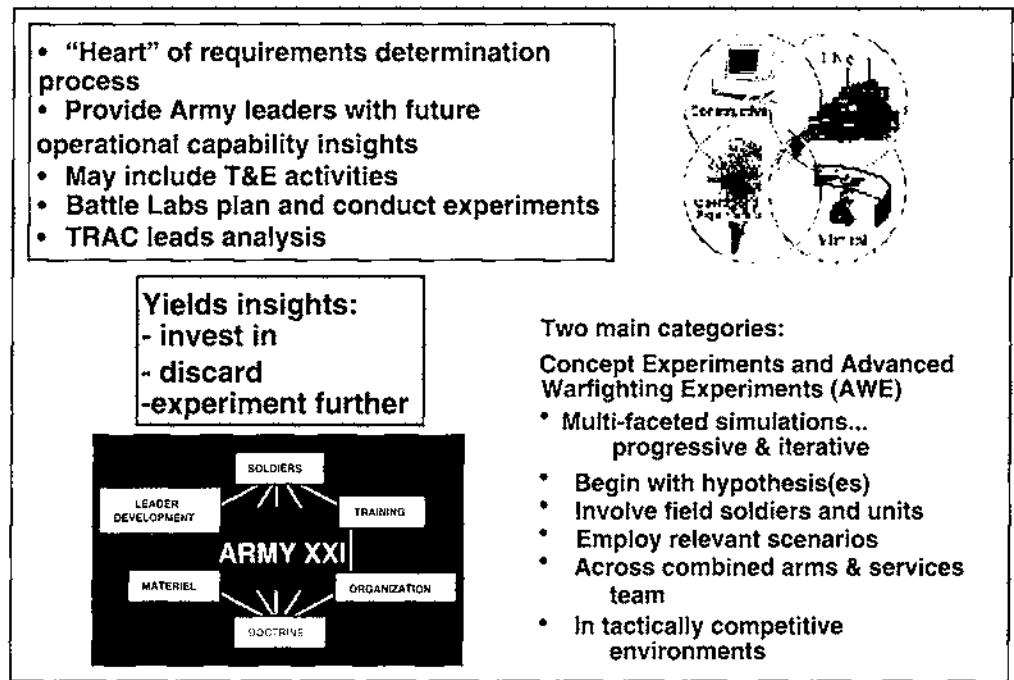 • "Heart" of requirements determination
process
• Provide Army leaders with future
operational capability insights
• May include T&E activities
• Battle Labs plan and conduct experiments
• TRAC leads analysis
Constructive
Virtual
Yields insights:
- invest in
- discard
-experiment further
SOLDIERS
LEADER
DEVELOPMENT
TRAINING
ARMY XXI
MATERIEL
ORGANIZATION
DOCTRINE
Two main categories:
Concept Experiments and Advanced
Warfighting Experiments (AWE)
* Multi-faceted simulations...
progressive & iterative
* Begin with hypothesis(es)
* Involve field soldiers and units
* Employ relevant scenarios
* Across combined arms & services
team
* In tactically competitive
environments